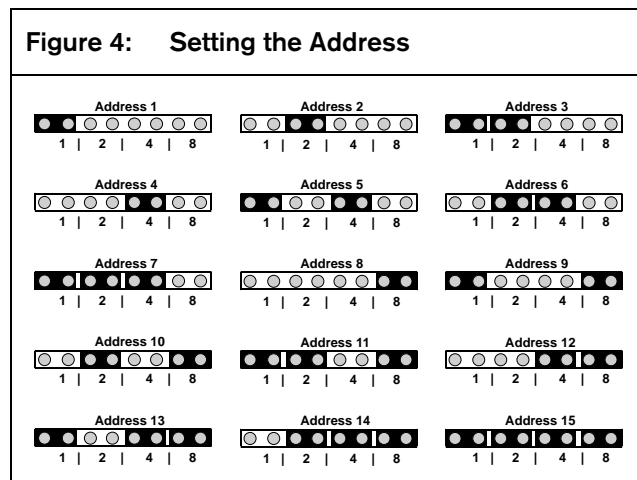 Figure 4: Setting the Address
Address 1 Address 2 Address 3
1 | 2 | 4 | 8 1 | 2 | 4 | 8 1 | 2 | 4 | 8
Address 4 Address 5 Address 6
1 | 2 | 4 | 8 1 | 2 | 4 | 8 1 | 2 | 4 | 8
Address 7 Address 8 Address 9
1 | 2 | 4 | 8 1 | 2 | 4 | 8 1 | 2 | 4 | 8
Address 10 Address 11 Address 12
1 | 2 | 4 | 8 1 | 2 | 4 | 8 1 | 2 | 4 | 8
Address 13 Address 14 Address 15
1 | 2 | 4 | 8 1 | 2 | 4 | 8 1 | 2 | 4 | 8